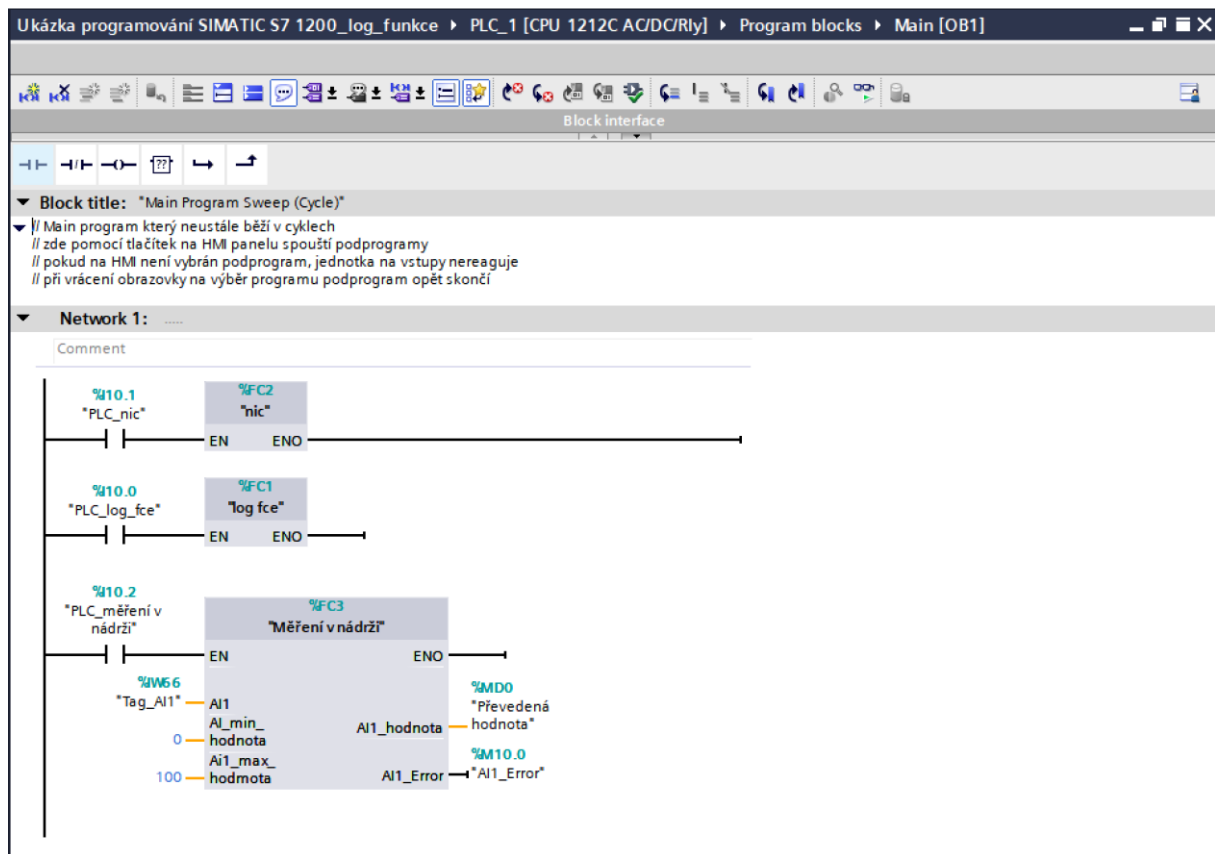 Ukázka programování SIMATIC S7 1200_log_funkce ▸ PLC_1 [CPU 1212C AC/DC/Rly] ▸ Program blocks ▸ Main [OB1]
Block interface
Block title: "Main Program Sweep (Cycle)"
// Main program který neustále běží v cyklech
// zde pomocí tlačítek na HMI panelu spouští podprogramy
// pokud na HMI není vybrán podprogram, jednotka na vstupy nereaguje
// při vrácení obrazovky na výběr programu podprogram opět skončí
Network 1: .....
Comment
%I10.1
"PLC_nic"
%FC2
"nic"
EN ENO
%I10.0
"PLC_log_fce"
%FC1
"log fce"
EN ENO
%I10.2
"PLC_měření v
nádrži"
%FC3
"Měření v nádrži"
EN ENO
%IW66
"Tag_AI1"
AI1
0
AI_min_
hodnota
100
Ai1_max_
hodmota
AI1_hodnota
%MD0
"Převedená
hodnota"
AI1_Error
%M10.0
"AI1_Error"